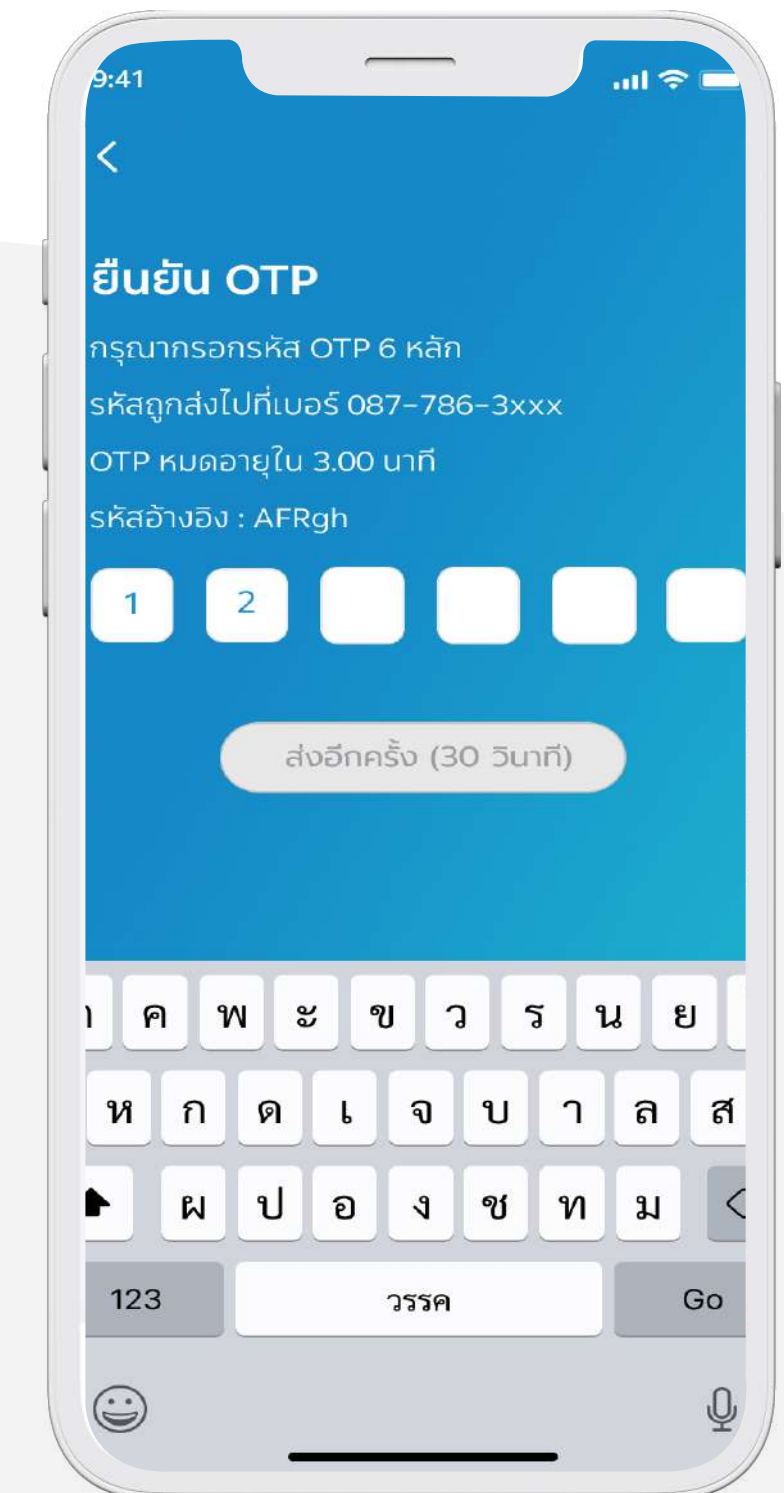 9:41
ยืนยัน OTP
กรุณากรอกรหัส OTP 6 หลัก
รหัสถูกส่งไปที่เบอร์ 087-786-3xxx
OTP หมดอายุใน 3.00 นาที
รหัสอ้างอิง : AFRgh
1 2
ส่งอีกครั้ง (30 วินาที)
ค พ ะ ข ว ร น ย
ห ก ด เ จ บ า ล ส
ผ ป อ ง ช ท ม
123 วรรค Go